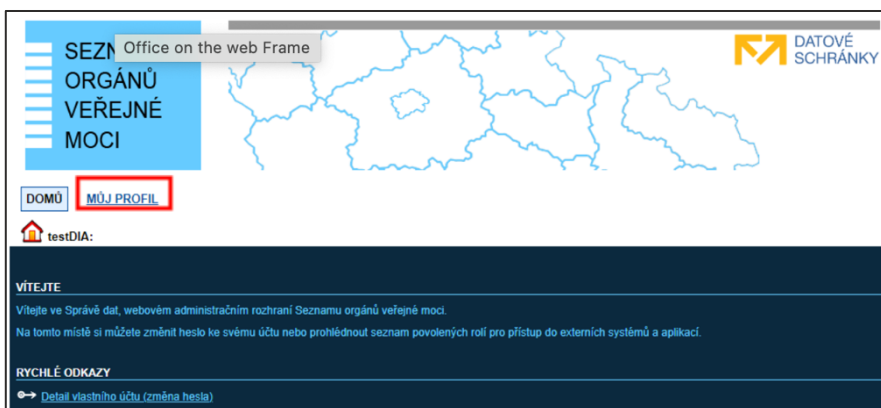 SEZN
Office on the web Frame
ORGÁNŮ
VEŘEJNÉ
MOCI
DATOVÉ
SCHRÁNKY
DOMŮ MŮJ PROFIL
testDIA:
VÍTEJTE
Vítejte ve Správě dat, webovém administračním rozhraní Seznamu orgánů veřejné moci.
Na tomto místě si můžete změnit heslo ke svému účtu nebo prohlédnout seznam povolených rolí pro přístup do externích systémů a aplikací.
RYCHLÉ ODKAZY
Detail vlastního účtu (změna hesla)